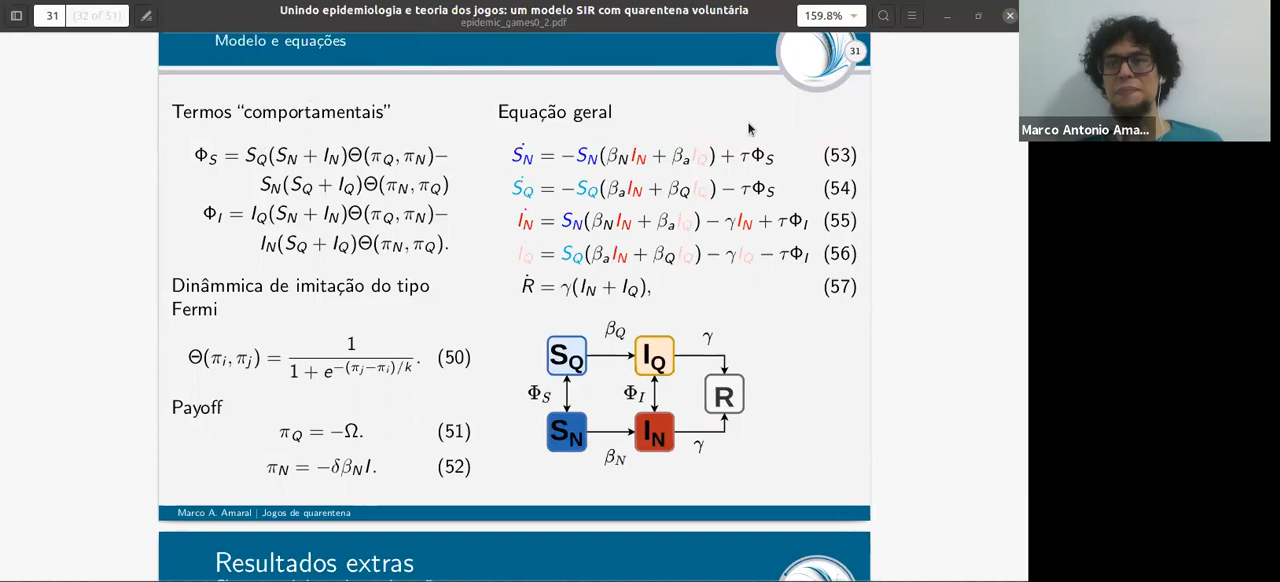 31
(32 of 51)
Unindo epidemiologia e teoria dos jogos: um modelo SIR com quarentena voluntária
epidemic_games0_2.pdf
159.8%
Modelo e equações
31
Termos “comportamentais”
Φ_S = S_Q(S_N + I_N)Θ(π_Q, π_N)−
S_N(S_Q + I_Q)Θ(π_N, π_Q)
Φ_I = I_Q(S_N + I_N)Θ(π_Q, π_N)−
I_N(S_Q + I_Q)Θ(π_N, π_Q).
Dinâmmica de imitação do tipo
Fermi
Θ(π_i, π_j) = 1 / (1 + e^{−(π_j−π_i)/k}). (50)
Payoff
π_Q = −Ω. (51)
π_N = −δβ_N I. (52)
Equação geral
Ṡ_N = −S_N(β_N I_N + β_a I_Q) + τΦ_S (53)
Ṡ_Q = −S_Q(β_a I_N + β_Q I_Q) − τΦ_S (54)
İ_N = S_N(β_N I_N + β_a I_Q) − γI_N + τΦ_I (55)
İ_Q = S_Q(β_a I_N + β_Q I_Q) − γI_Q − τΦ_I (56)
Ṙ = γ(I_N + I_Q), (57)
β_Q
γ
S_Q
I_Q
Φ_S
Φ_I
R
S_N
I_N
β_N
γ
Marco A. Amaral | Jogos de quarentena
Resultados extras
Marco Antonio Ama...